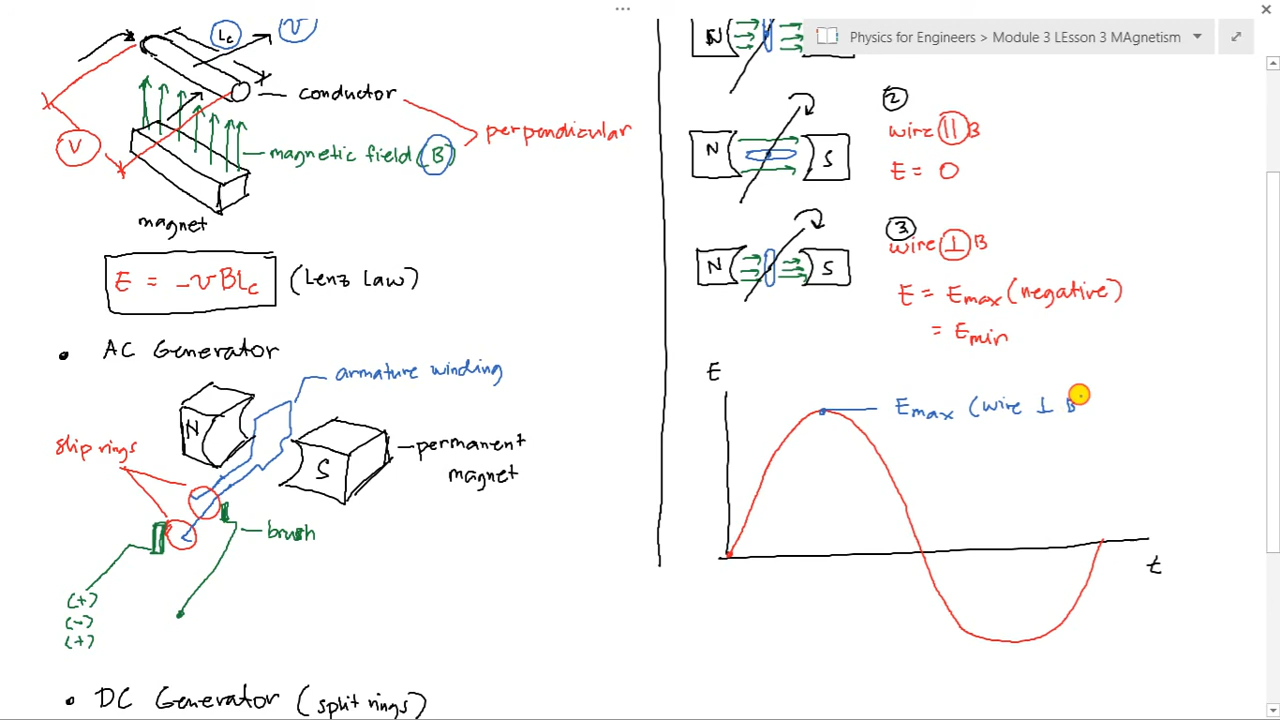 Physics for Engineers > Module 3 LEsson 3 MAgnetism
Lc
v
conductor
perpendicular
V
magnetic field (B)
magnet
E = -vBLc (Lenz Law)
• AC Generator
armature winding
N
slip rings
S
permanent magnet
brush
(+)
(-)
(+)
• DC Generator (split rings)
N
2
wire || B
N
S
E = 0
3
wire ⊥ B
N
S
E = Emax (negative)
= Emin
E
Emax (wire ⊥ B
t